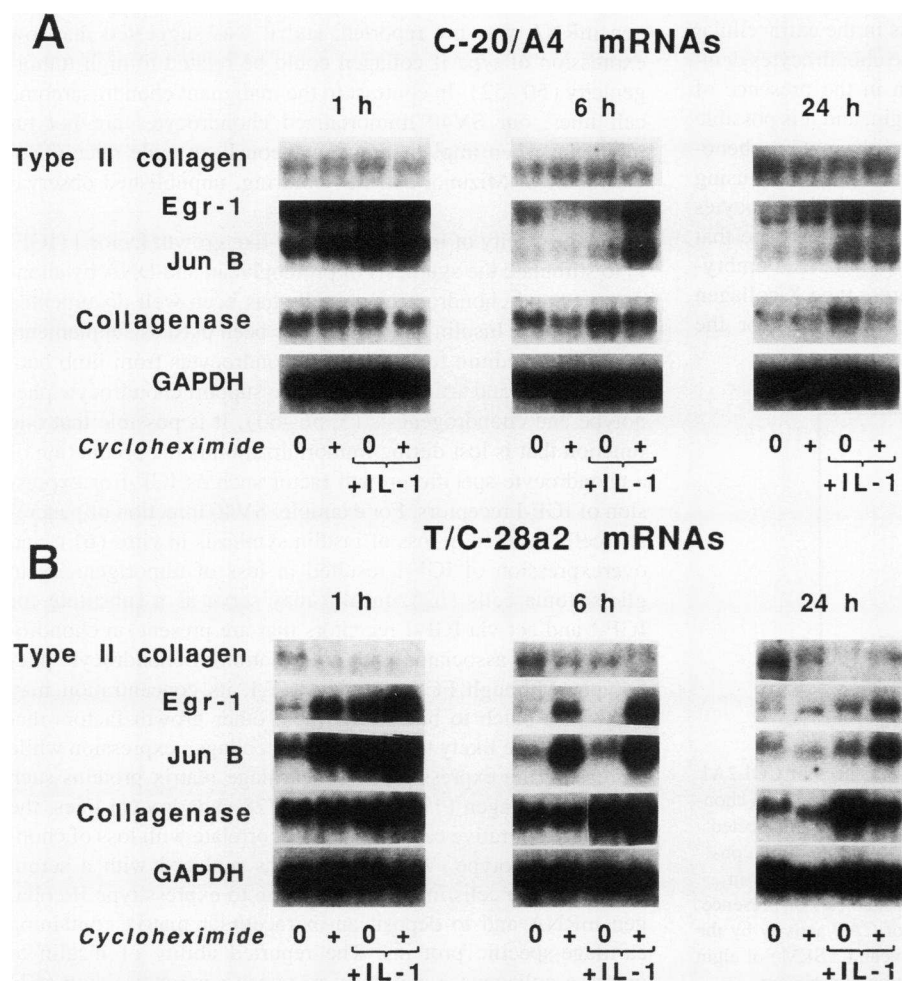 A
C-20/A4 mRNAs
1 h 6 h 24 h
Type II collagen
Egr-1
Jun B
Collagenase
GAPDH
Cycloheximide 0 + 0 + 0 + 0 + 0 + 0 +
+IL-1 +IL-1 +IL-1
B
T/C-28a2 mRNAs
1 h 6 h 24 h
Type II collagen
Egr-1
Jun B
Collagenase
GAPDH
Cycloheximide 0 + 0 + 0 + 0 + 0 + 0 +
+IL-1 +IL-1 +IL-1